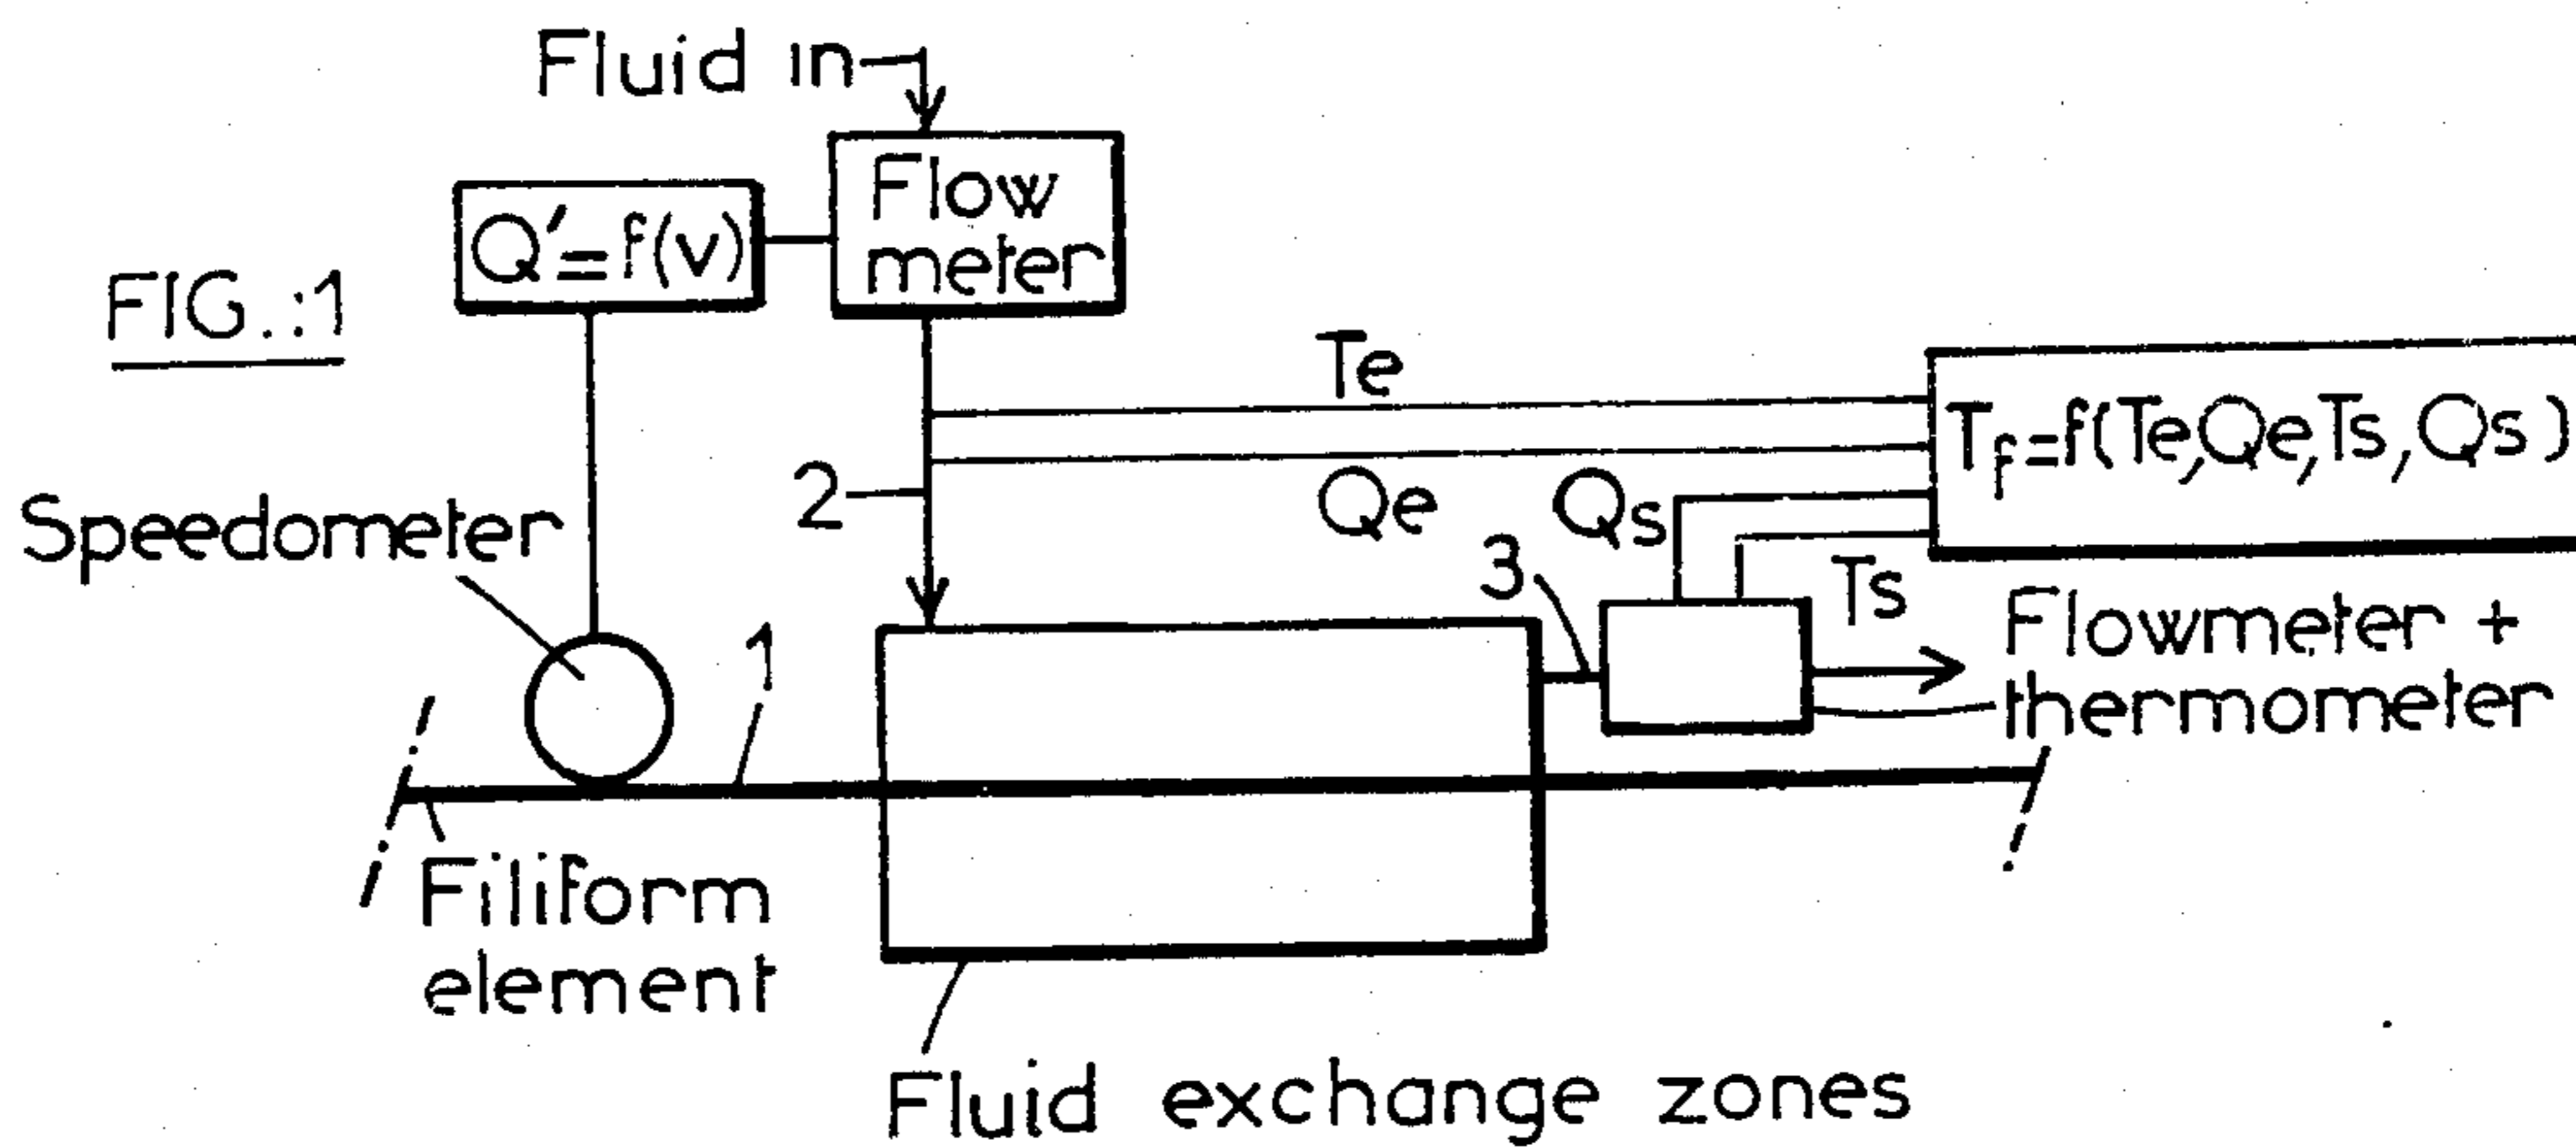 Fluid in
Flow
meter
Q'=f(v)
FIG.:1
Te
Tf=f(Te,Qe,Ts,Qs)
2
Qe
Qs
Speedometer
3
Ts
1
Flowmeter +
thermometer
Filiform
element
Fluid exchange zones